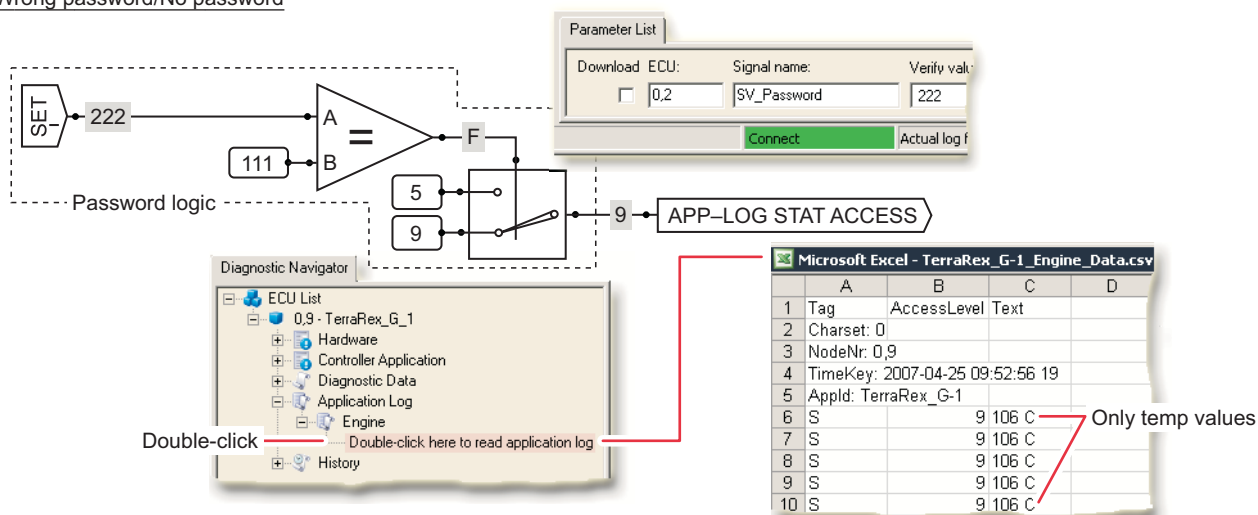 Wrong password/No password
Parameter List
Download ECU: Signal name: Verify valu
0,2 SV_Password 222
Connect Actual log f
SET
222
A
=
B
111
F
5
9
Password logic
9
APP–LOG STAT ACCESS
Diagnostic Navigator
ECU List
0,9 - TerraRex_G_1
Hardware
Controller Application
Diagnostic Data
Application Log
Engine
Double-click here to read application log
History
Double-click
Microsoft Excel - TerraRex_G-1_Engine_Data.csv
A B C D
1 Tag AccessLevel Text
2 Charset: 0
3 NodeNr: 0,9
4 TimeKey: 2007-04-25 09:52:56 19
5 AppId: TerraRex_G-1
6 S 9 106 C
7 S 9 106 C
8 S 9 106 C
9 S 9 106 C
10 S 9 106 C
Only temp values